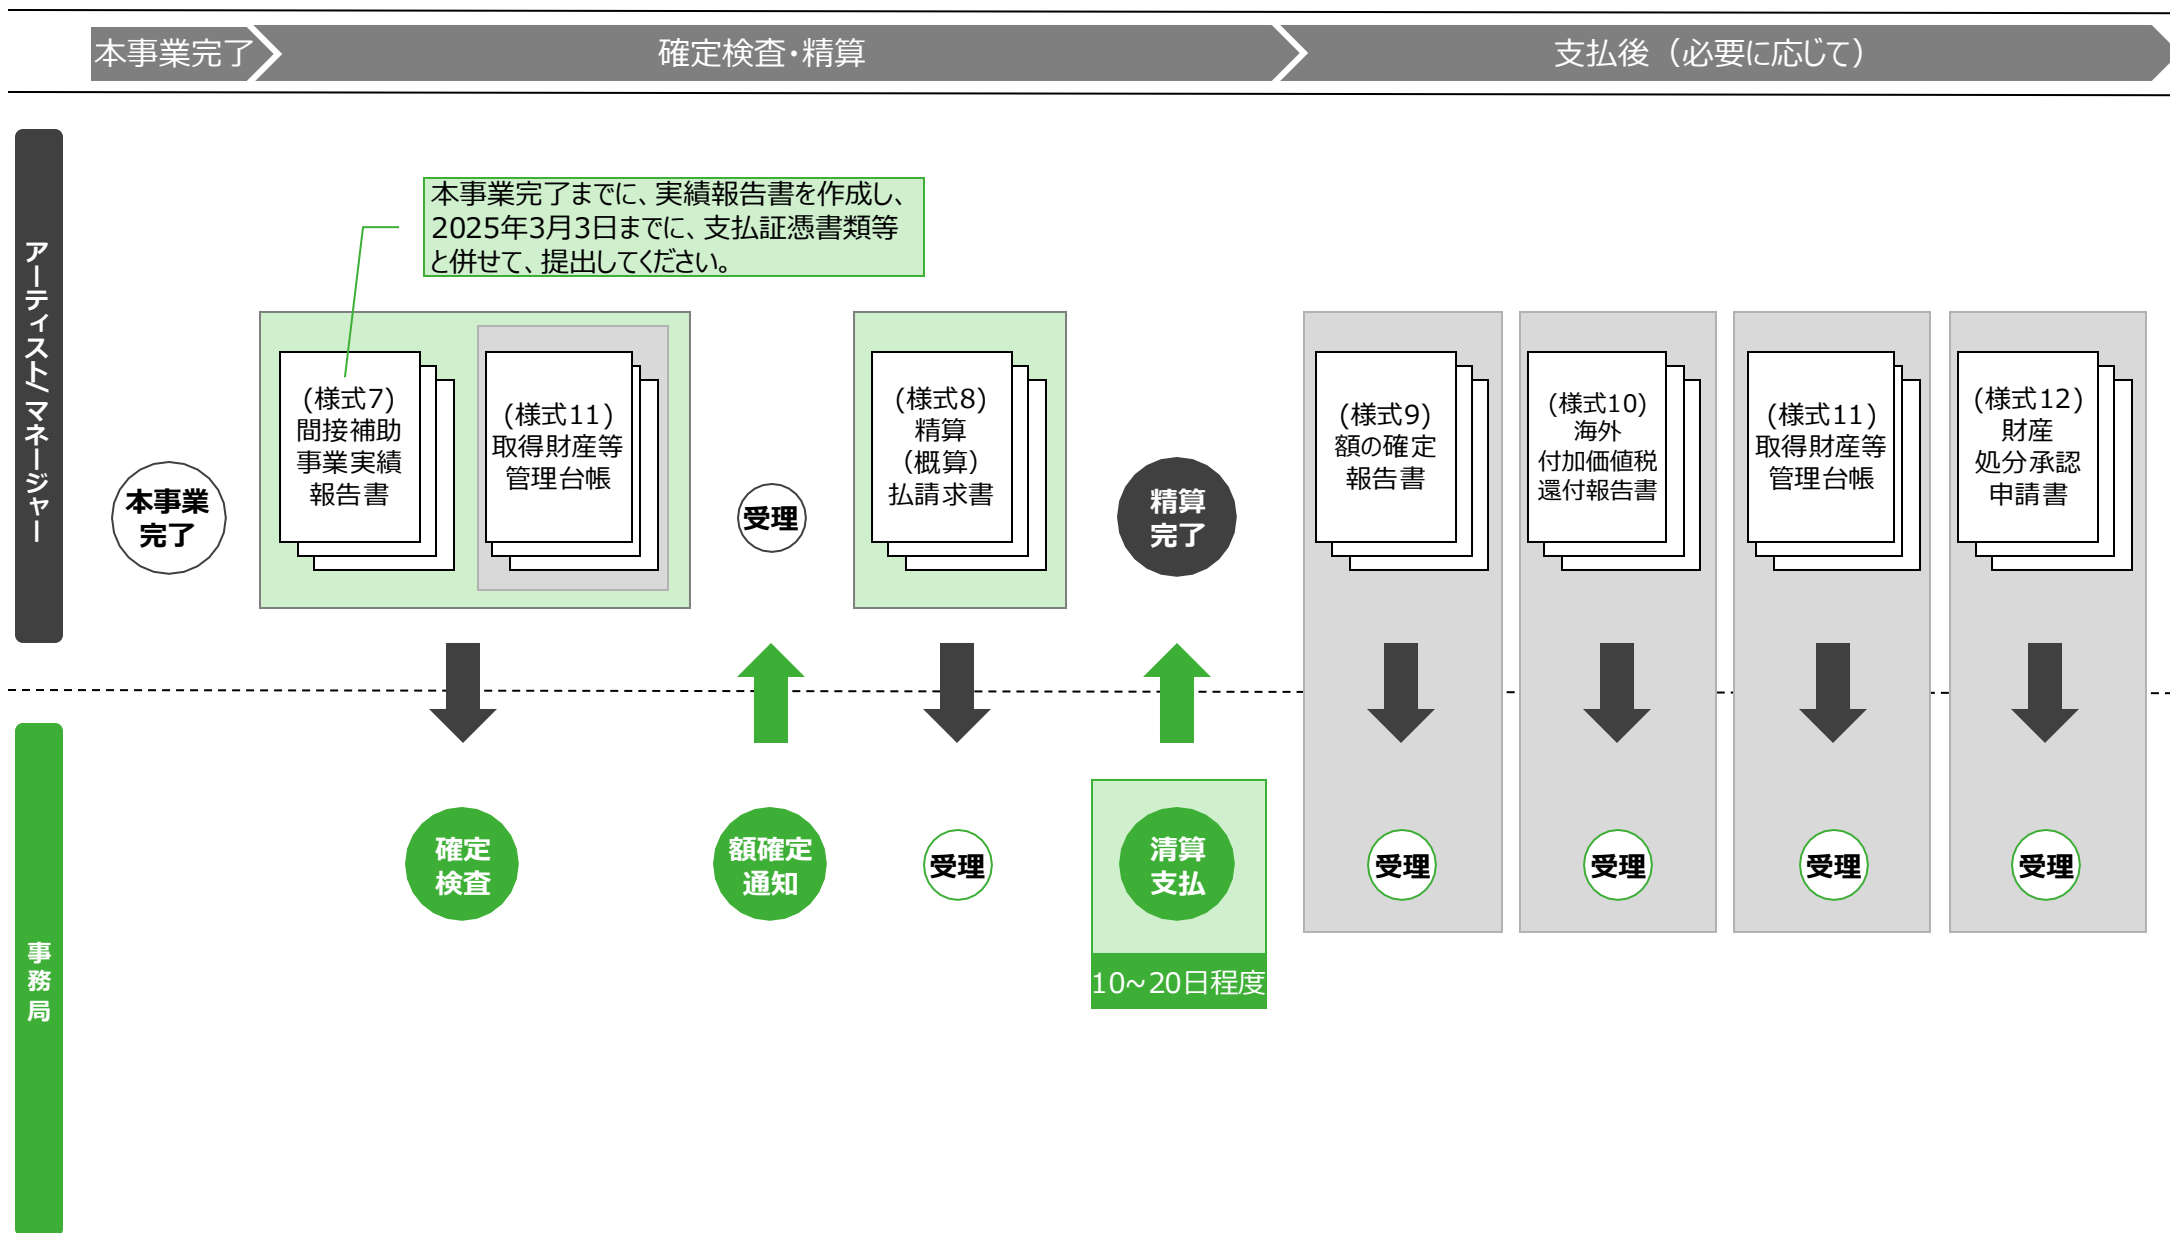 本事業完了
確定検査・精算
支払後（必要に応じて）
アーティスト/マネージャー
本事業完了までに、実績報告書を作成し、
2025年3月3日までに、支払証憑書類等
と併せて、提出してください。
本事業
完了
(様式7)
間接補助
事業実績
報告書
(様式11)
取得財産等
管理台帳
受理
(様式8)
精算
（概算）
払請求書
精算
完了
(様式9)
額の確定
報告書
(様式10)
海外
付加価値税
還付報告書
(様式11)
取得財産等
管理台帳
(様式12)
財産
処分承認
申請書
事務局
確定
検査
額確定
通知
受理
清算
支払
10~20日程度
受理
受理
受理
受理